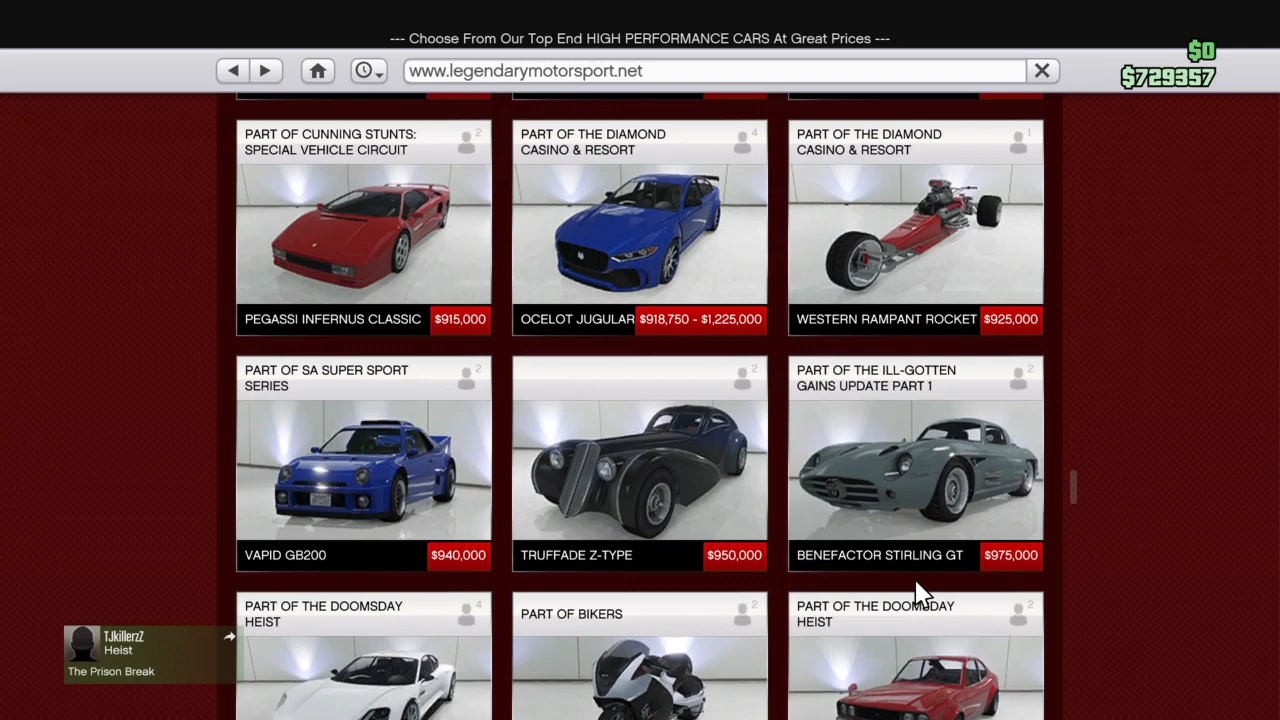 --- Choose From Our Top End HIGH PERFORMANCE CARS At Great Prices ---
www.legendarymotorsport.net
$0
$729357
PART OF CUNNING STUNTS:
SPECIAL VEHICLE CIRCUIT
2
PEGASSI INFERNUS CLASSIC
$915,000
PART OF THE DIAMOND
CASINO & RESORT
4
OCELOT JUGULAR
$918,750 - $1,225,000
PART OF THE DIAMOND
CASINO & RESORT
1
WESTERN RAMPANT ROCKET
$925,000
PART OF SA SUPER SPORT
SERIES
2
VAPID GB200
$940,000
2
TRUFFADE Z-TYPE
$950,000
PART OF THE ILL-GOTTEN
GAINS UPDATE PART 1
2
BENEFACTOR STIRLING GT
$975,000
PART OF THE DOOMSDAY
HEIST
4
PART OF BIKERS
2
PART OF THE DOOMSDAY
HEIST
2
TJkillerzZ
Heist
The Prison Break